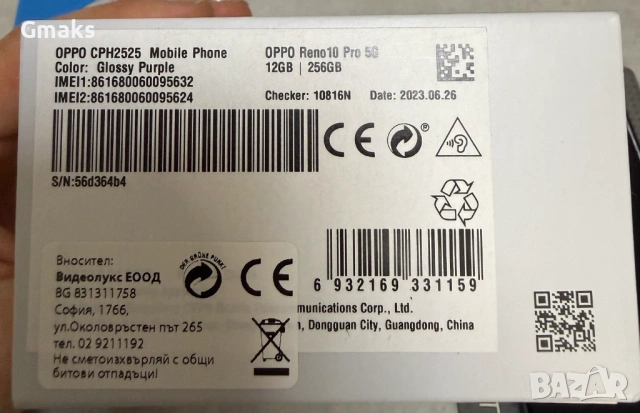 Gmaks
OPPO CPH2525 Mobile Phone
Color: Glossy Purple
IMEI1:861680060095632
IMEI2:861680060095624
OPPO Reno10 Pro 5G
12GB | 256GB
Checker: 10816N Date: 2023.06.26
S/N:56d364b4
CE
CE
DER GRÜNE PUNKT
Вносител:
Видеолукс ЕООД
BG 831311758
София, 1766,
ул.Околовръстен път 265
тел. 02 9211192
Не сметоизхвърляй с общи
битови отпадъци!
6 932169 331159
munications Corp., Ltd.
, Dongguan City, Guangdong, China
bazar